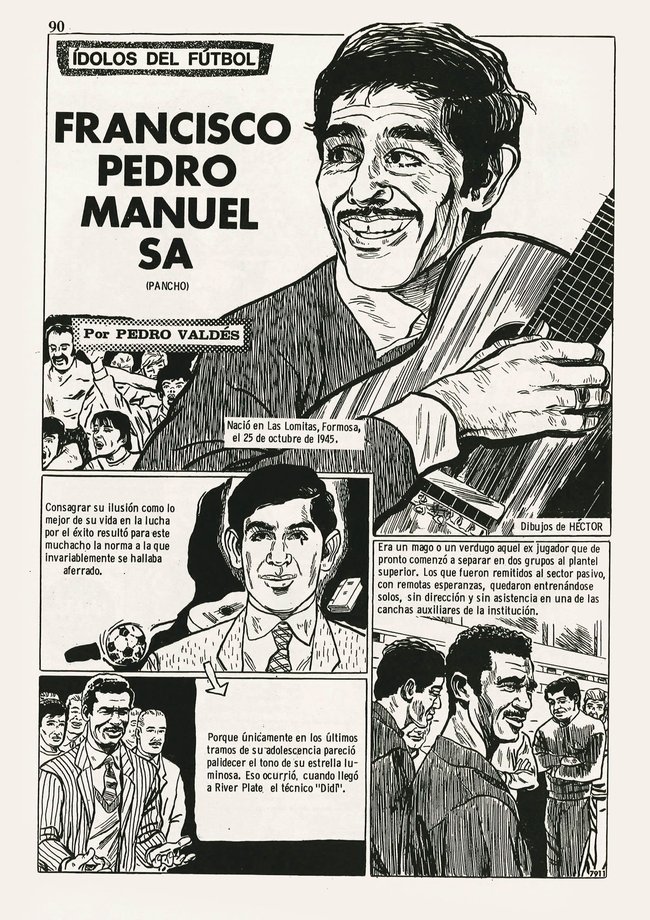 90
ÍDOLOS DEL FÚTBOL
FRANCISCO
PEDRO
MANUEL
SA
(PANCHO)
Por PEDRO VALDÉS
Nació en Las Lomitas, Formosa,
el 25 de octubre de 1945.
Dibujos de HÉCTOR
Consagrar su ilusión como lo
mejor de su vida en la lucha
por el éxito resultó para este
muchacho la norma a la que
invariablemente se hallaba
aferrado.
Era un mago o un verdugo aquel ex jugador que de
pronto comenzó a separar en dos grupos al plantel
superior. Los que fueron remitidos al sector pasivo,
con remotas esperanzas, quedaron entrenándose
solos, sin dirección y sin asistencia en una de las
canchas auxiliares de la institución.
Porque únicamente en los últimos
tramos de su adolescencia pareció
palidecer el tono de su estrella lu-
minosa. Eso ocurrió, cuando llegó
a River Plate, el técnico "Didí".
7911